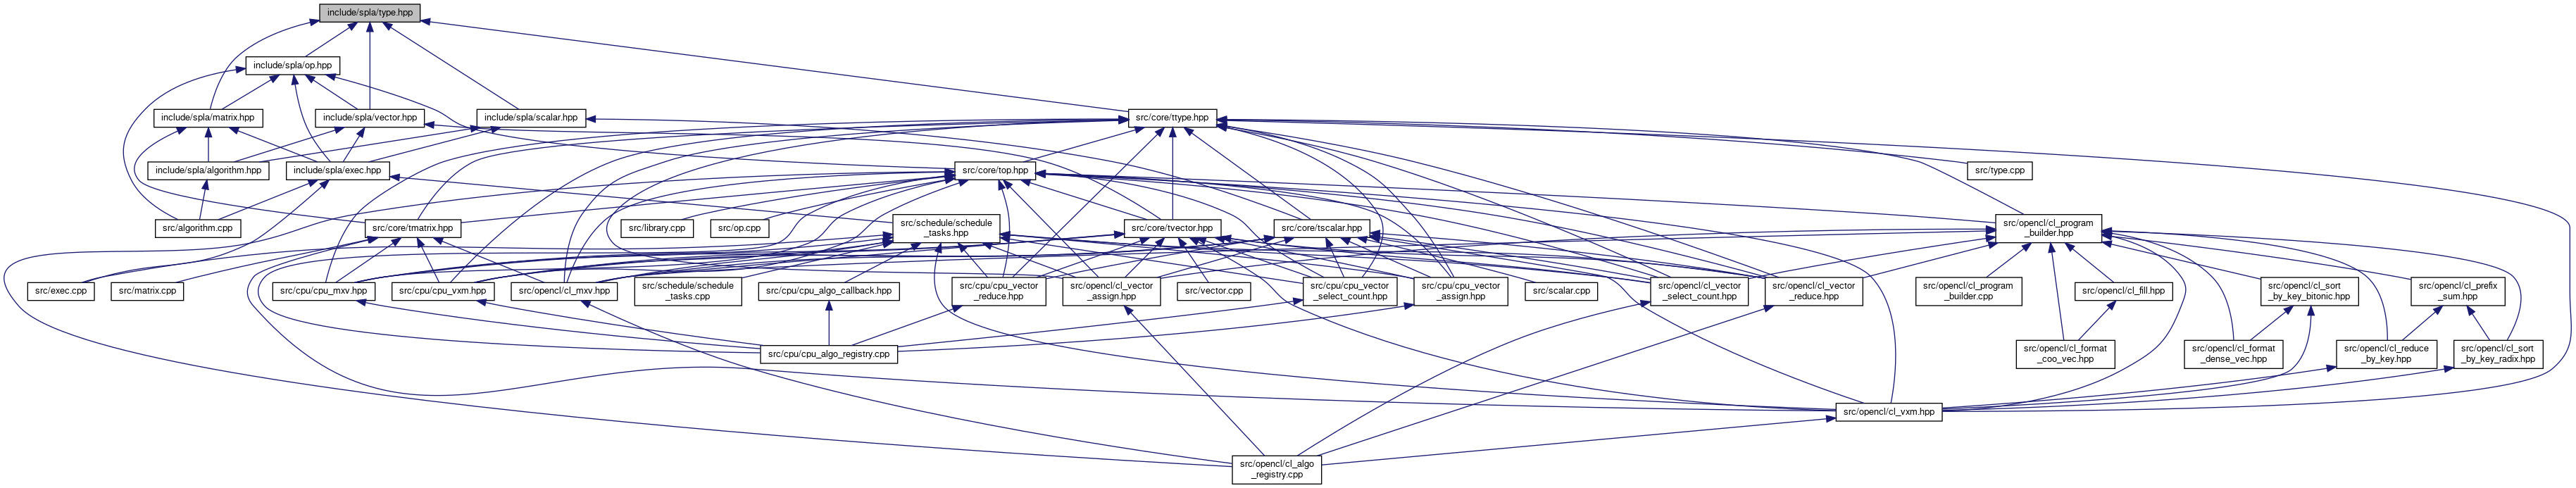 include/spla/type.hpp
include/spla/op.hpp
include/spla/matrix.hpp
include/spla/vector.hpp
include/spla/scalar.hpp
src/core/ttype.hpp
include/spla/algorithm.hpp
include/spla/exec.hpp
src/core/top.hpp
src/type.cpp
src/algorithm.cpp
src/core/tmatrix.hpp
src/library.cpp
src/op.cpp
src/schedule/schedule
_tasks.hpp
src/core/tvector.hpp
src/core/tscalar.hpp
src/opencl/cl_program
_builder.hpp
src/exec.cpp
src/matrix.cpp
src/cpu/cpu_mxv.hpp
src/cpu/cpu_vxm.hpp
src/opencl/cl_mxv.hpp
src/schedule/schedule
_tasks.cpp
src/cpu/cpu_algo_callback.hpp
src/cpu/cpu_vector
_reduce.hpp
src/opencl/cl_vector
_assign.hpp
src/vector.cpp
src/cpu/cpu_vector
_select_count.hpp
src/cpu/cpu_vector
_assign.hpp
src/scalar.cpp
src/opencl/cl_vector
_select_count.hpp
src/opencl/cl_vector
_reduce.hpp
src/opencl/cl_program
_builder.cpp
src/opencl/cl_fill.hpp
src/opencl/cl_sort
_by_key_bitonic.hpp
src/opencl/cl_prefix
_sum.hpp
src/cpu/cpu_algo_registry.cpp
src/opencl/cl_format
_coo_vec.hpp
src/opencl/cl_format
_dense_vec.hpp
src/opencl/cl_reduce
_by_key.hpp
src/opencl/cl_sort
_by_key_radix.hpp
src/opencl/cl_vxm.hpp
src/opencl/cl_algo
_registry.cpp